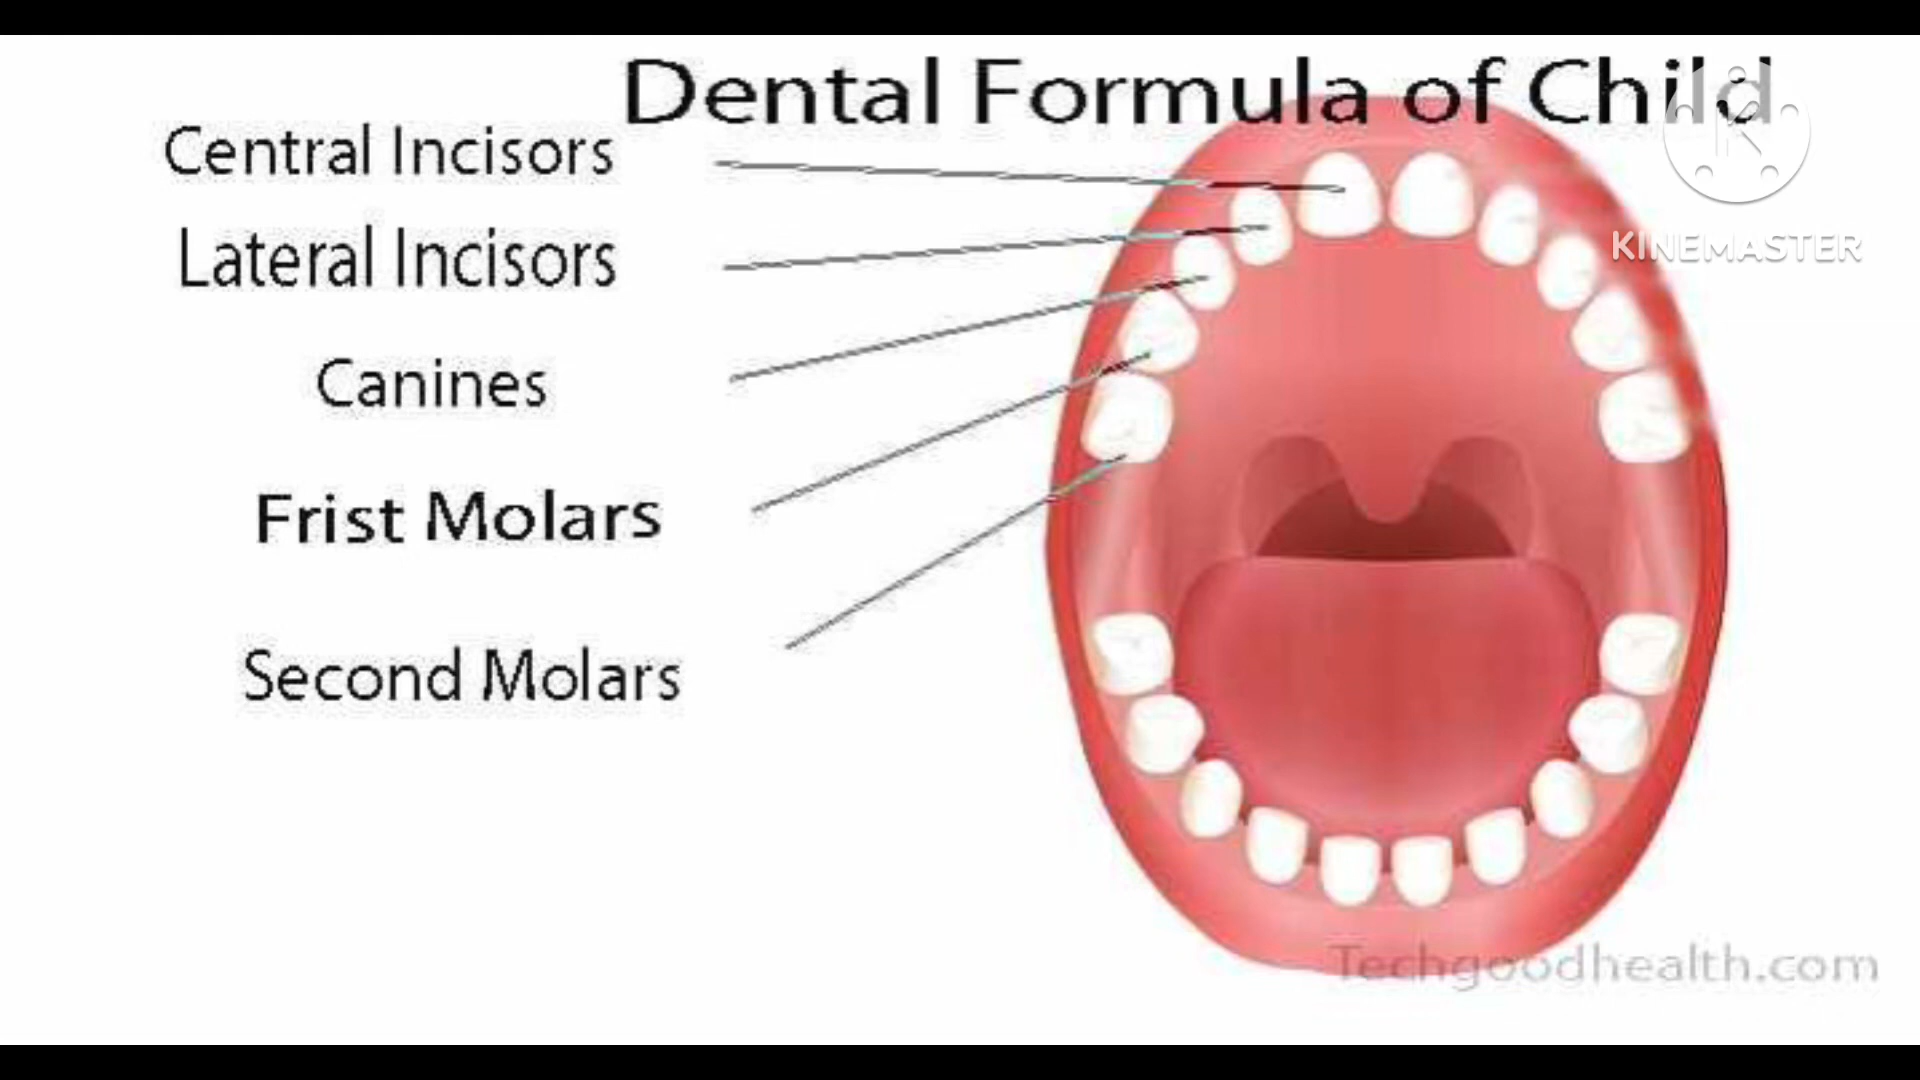 Dental Formula of Child
Central Incisors
Lateral Incisors
Canines
Frist Molars
Second Molars
KINEMASTER
Techgoodhealth.com